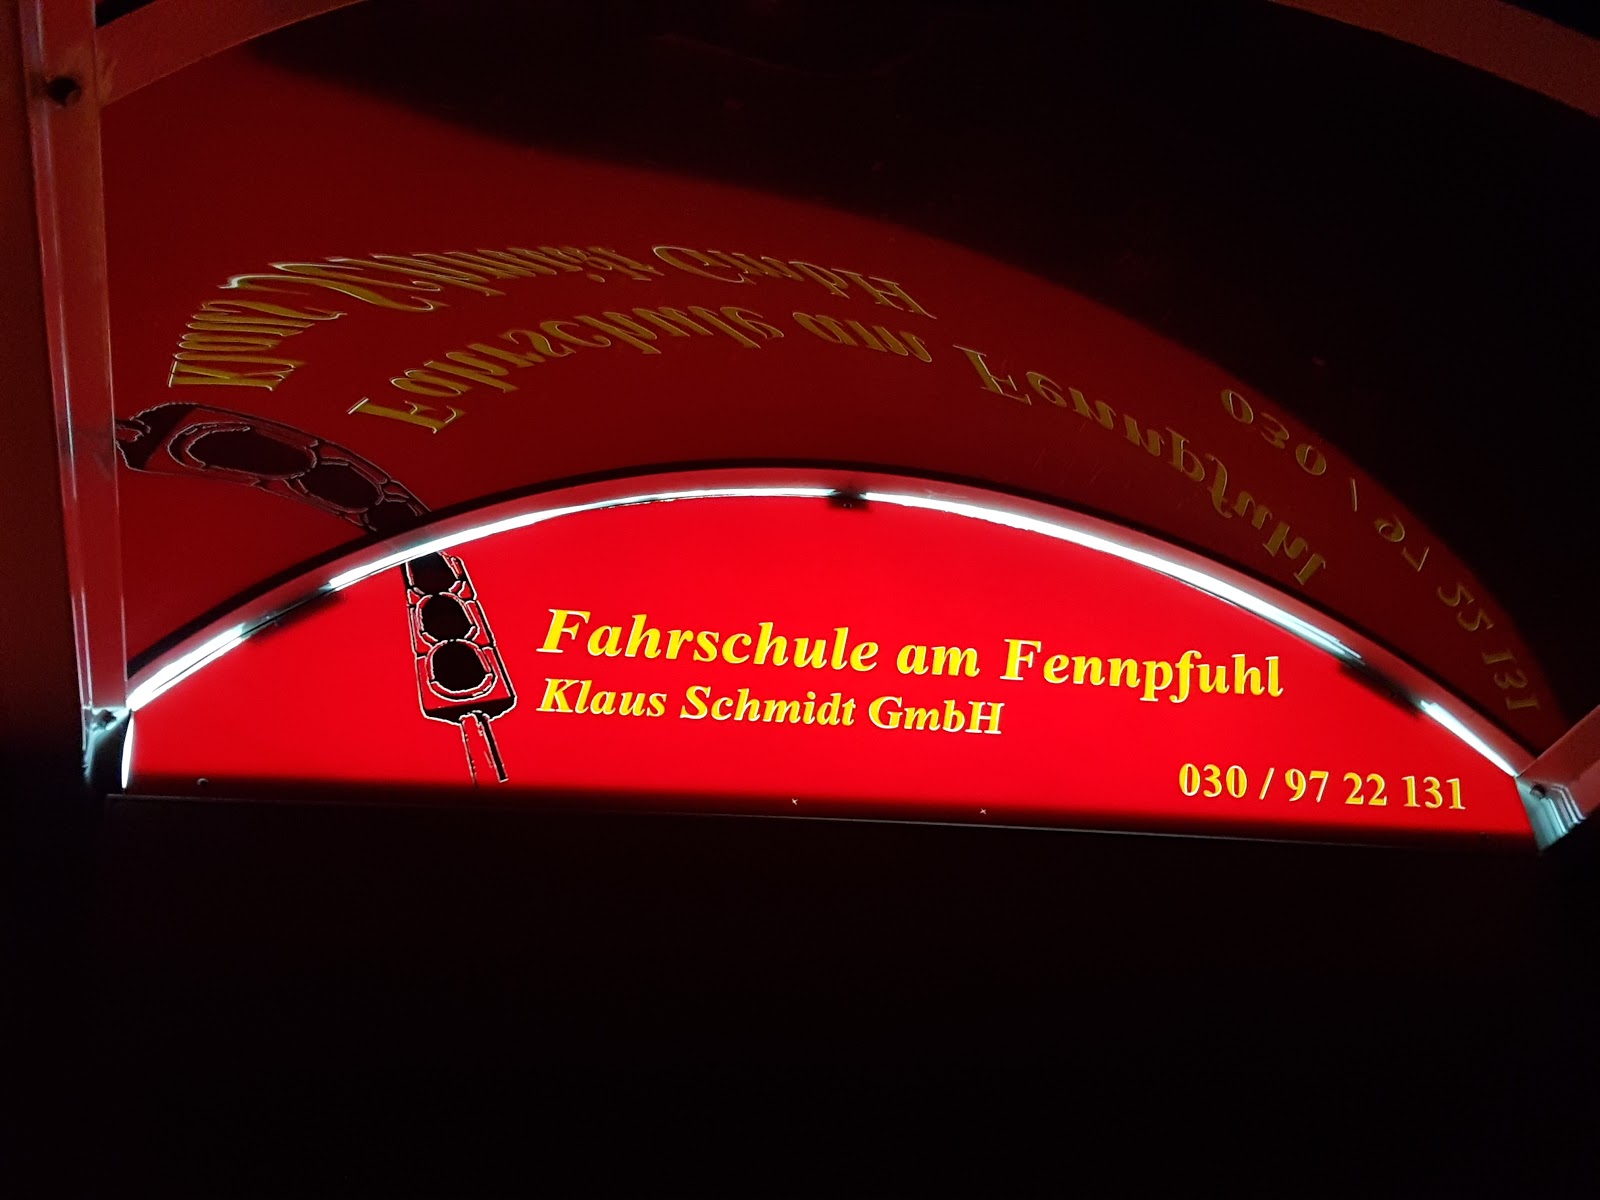 Fahrschule am Fennpfuhl
Klaus Schmidt GmbH
030 / 97 22 131